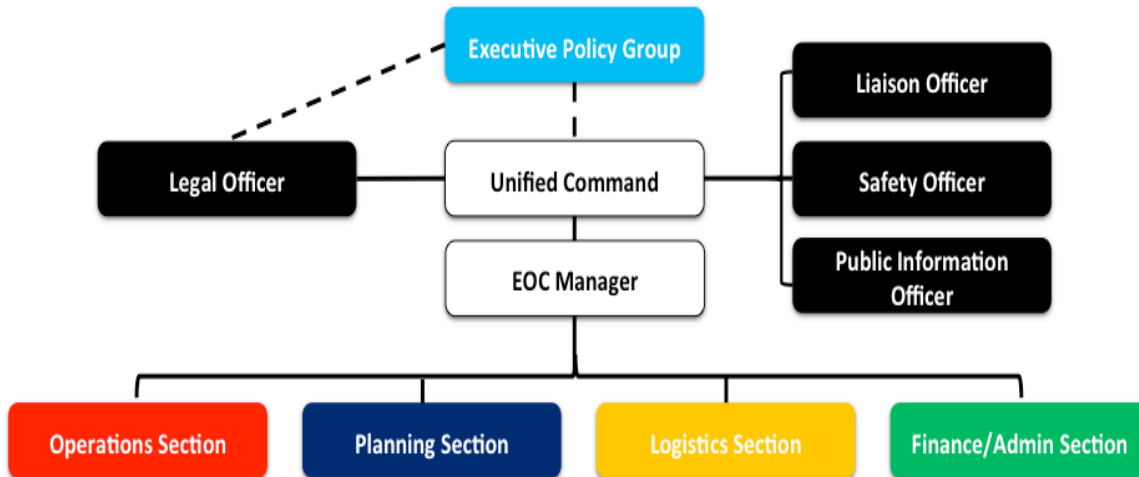 Executive Policy Group
Liaison Officer
Legal Officer
Unified Command
Safety Officer
EOC Manager
Public Information
Officer
Operations Section
Planning Section
Logistics Section
Finance/Admin Section